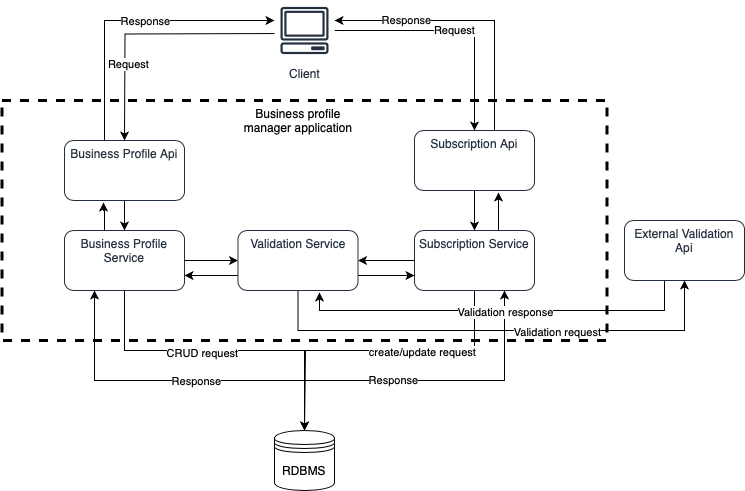 Response
Response
Request
Request
Client
Business profile
manager application
Business Profile Api
Subscription Api
Business Profile
Service
Validation Service
Subscription Service
External Validation
Api
Validation response
Validation request
CRUD request
create/update request
Response
Response
RDBMS